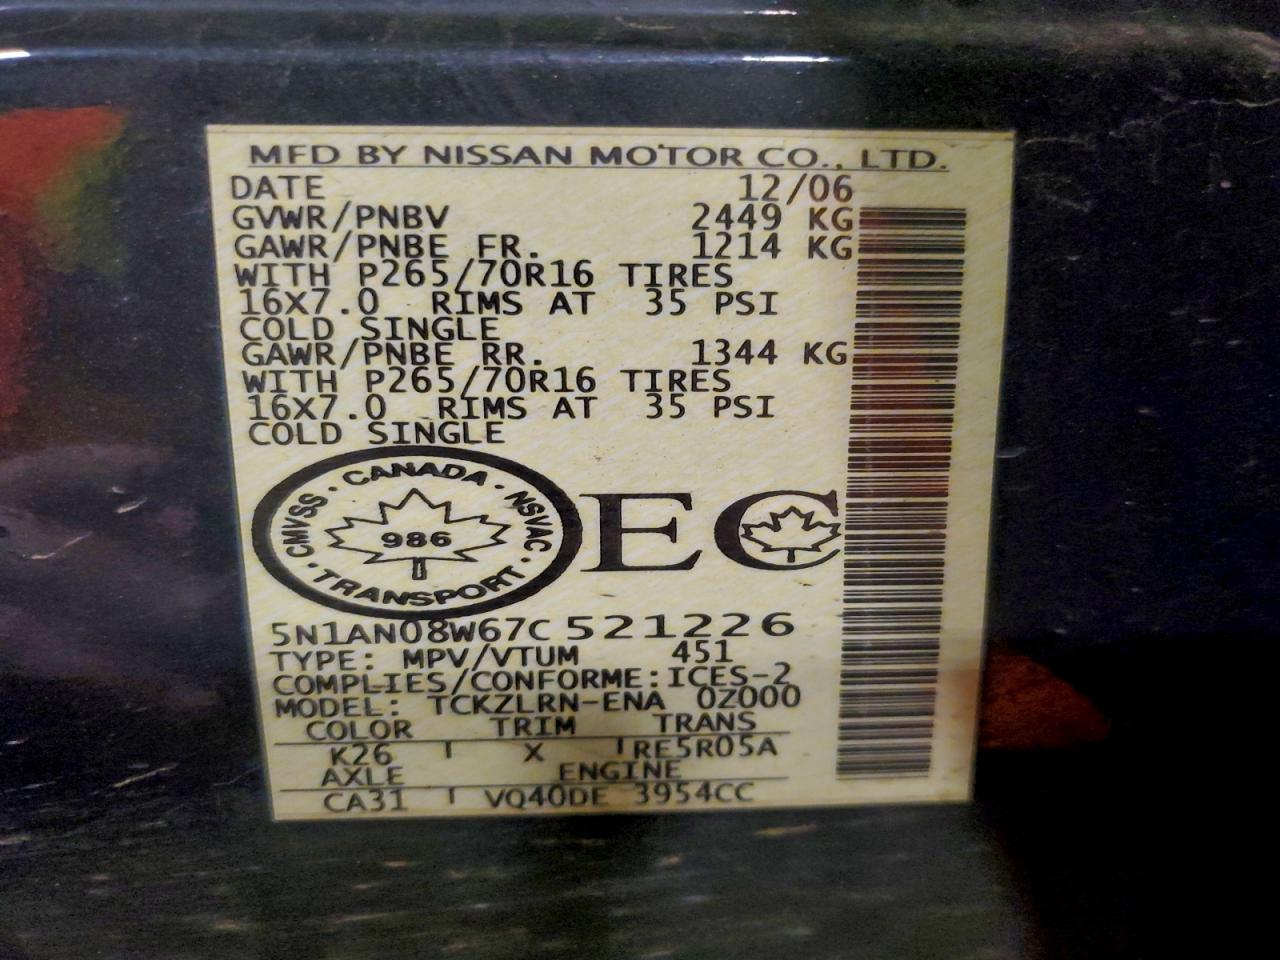 MFD BY NISSAN MOTOR CO., LTD.
DATE 12/06
GVWR/PNBV 2449 KG
GAWR/PNBE FR. 1214 KG
WITH P265/70R16 TIRES
16X7.0 RIMS AT 35 PSI
COLD SINGLE
GAWR/PNBE RR. 1344 KG
WITH P265/70R16 TIRES
16X7.0 RIMS AT 35 PSI
COLD SINGLE
CANADA · NSVAC · TRANSPORT · CMVSS ·
986
EC
5N1AN08W67C521226
TYPE: MPV/VTUM 451
COMPLIES/CONFORME:ICES-2
MODEL: TCKZLRN-ENA 0Z000
COLOR TRIM TRANS
K26 X RE5R05A
AXLE ENGINE
CA31 VQ40DE 3954CC